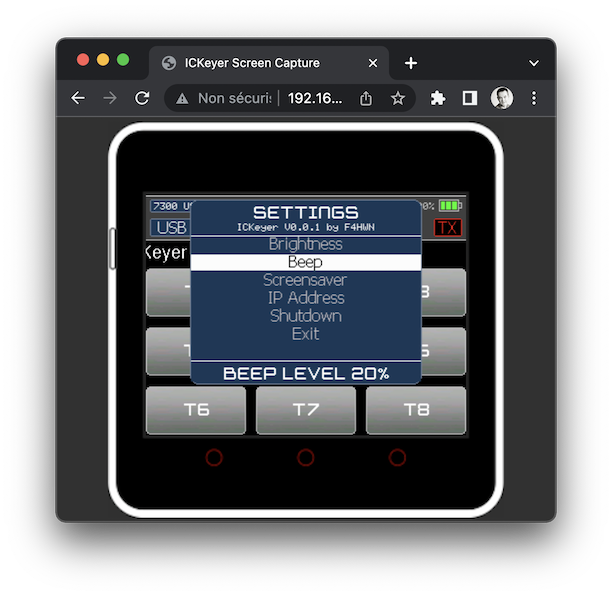 ICKeyer Screen Capture
Non sécuris 192.16...
7300 US
0%
USB
TX
SETTINGS
ICKeyer V0.0.1 by F4HWN
Keyer
Brightness
Beep
Screensaver
IP Address
Shutdown
Exit
BEEP LEVEL 20%
T6 T7 T8